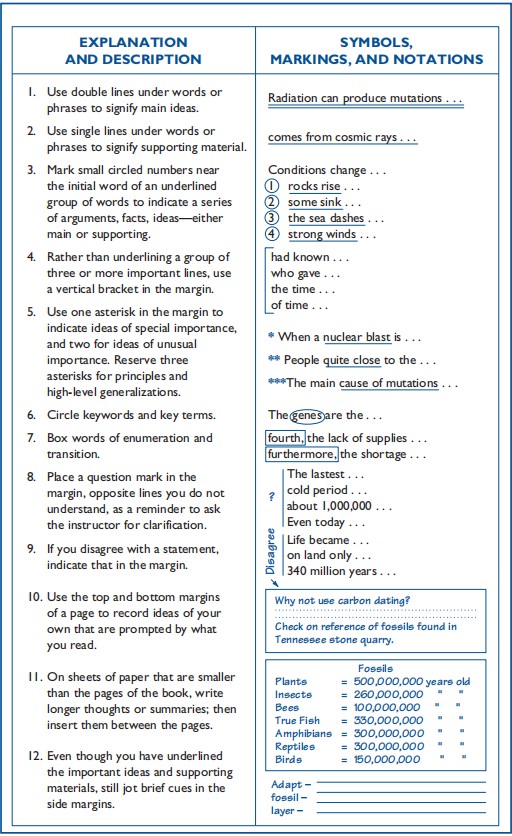 EXPLANATION
AND DESCRIPTION
1. Use double lines under words or
phrases to signify main ideas.
2. Use single lines under words or
phrases to signify supporting material.
3. Mark small circled numbers near
the initial word of an underlined
group of words to indicate a series
of arguments, facts, ideas—either
main or supporting.
4. Rather than underlining a group of
three or more important lines, use
a vertical bracket in the margin.
5. Use one asterisk in the margin to
indicate ideas of special importance,
and two for ideas of unusual
importance. Reserve three
asterisks for principles and
high-level generalizations.
6. Circle keywords and key terms.
7. Box words of enumeration and
transition.
8. Place a question mark in the
margin, opposite lines you do not
understand, as a reminder to ask
the instructor for clarification.
9. If you disagree with a statement,
indicate that in the margin.
10. Use the top and bottom margins
of a page to record ideas of your
own that are prompted by what
you read.
11. On sheets of paper that are smaller
than the pages of the book, write
longer thoughts or summaries; then
insert them between the pages.
12. Even though you have underlined
the important ideas and supporting
materials, still jot brief cues in the
side margins.
SYMBOLS,
MARKINGS, AND NOTATIONS
Radiation can produce mutations . . .
comes from cosmic rays . . .
Conditions change . . .
1 rocks rise . . .
2 some sink . . .
3 the sea dashes . . .
4 strong winds . . .
had known . . .
who gave . . .
the time . . .
of time . . .
* When a nuclear blast is . . .
** People quite close to the . . .
***The main cause of mutations . . .
The genes are the . . .
fourth, the lack of supplies . . .
furthermore, the shortage . . .
?
The lastest . . .
cold period . . .
about 1,000,000 . . .
Even today . . .
Disagree
Life became . . .
on land only . . .
340 million years . . .
Why not use carbon dating?
Check on reference of fossils found in
Tennessee stone quarry.
Fossils
Plants = 500,000,000 years old
Insects = 260,000,000 " "
Bees = 100,000,000 " "
True Fish = 330,000,000 " "
Amphibians = 300,000,000 " "
Reptiles = 300,000,000 " "
Birds = 150,000,000 " "
Adapt –
fossil –
layer –